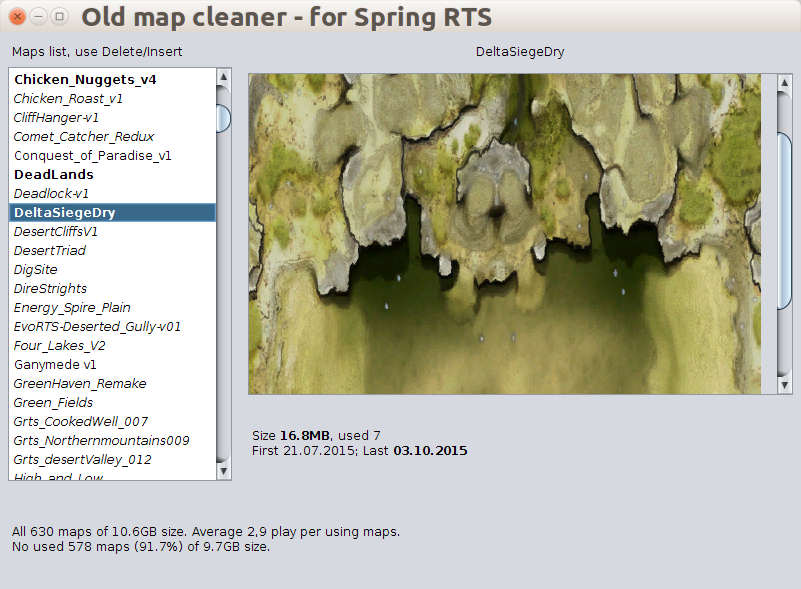 Old map cleaner - for Spring RTS
Maps list, use Delete/Insert
DeltaSiegeDry
Chicken_Nuggets_v4
Chicken_Roast_v1
CliffHanger-v1
Comet_Catcher_Redux
Conquest_of_Paradise_v1
DeadLands
Deadlock-v1
DeltaSiegeDry
DesertCliffsV1
DesertTriad
DigSite
DireStrights
Energy_Spire_Plain
EvoRTS-Deserted_Gully-v01
Four_Lakes_V2
Ganymede v1
GreenHaven_Remake
Green_Fields
Grts_CookedWell_007
Grts_Northernmountains009
Grts_desertValley_012
High_and_Low
Size 16.8MB, used 7
First 21.07.2015; Last 03.10.2015
All 630 maps of 10.6GB size. Average 2,9 play per using maps.
No used 578 maps (91.7%) of 9.7GB size.